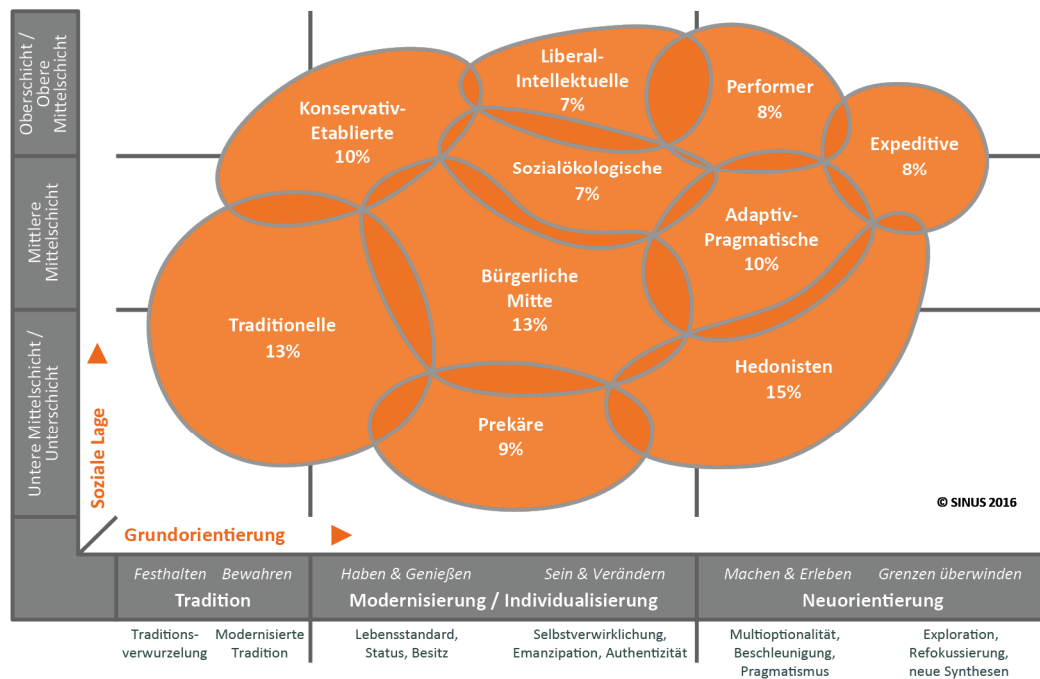 Oberschicht /
Obere
Mittelschicht
Mittlere
Mittelschicht
Untere Mittelschicht /
Unterschicht
Soziale Lage
Konservativ-
Etablierte
10%
Liberal-
Intellektuelle
7%
Performer
8%
Expeditive
8%
Sozialökologische
7%
Adaptiv-
Pragmatische
10%
Bürgerliche
Mitte
13%
Traditionelle
13%
Hedonisten
15%
Prekäre
9%
© SINUS 2016
Grundorientierung
Festhalten Bewahren
Tradition
Haben & Genießen Sein & Verändern
Modernisierung / Individualisierung
Machen & Erleben Grenzen überwinden
Neuorientierung
Traditions-
verwurzelung
Modernisierte
Tradition
Lebensstandard,
Status, Besitz
Selbstverwirklichung,
Emanzipation, Authentizität
Multioptionalität,
Beschleunigung,
Pragmatismus
Exploration,
Refokussierung,
neue Synthesen